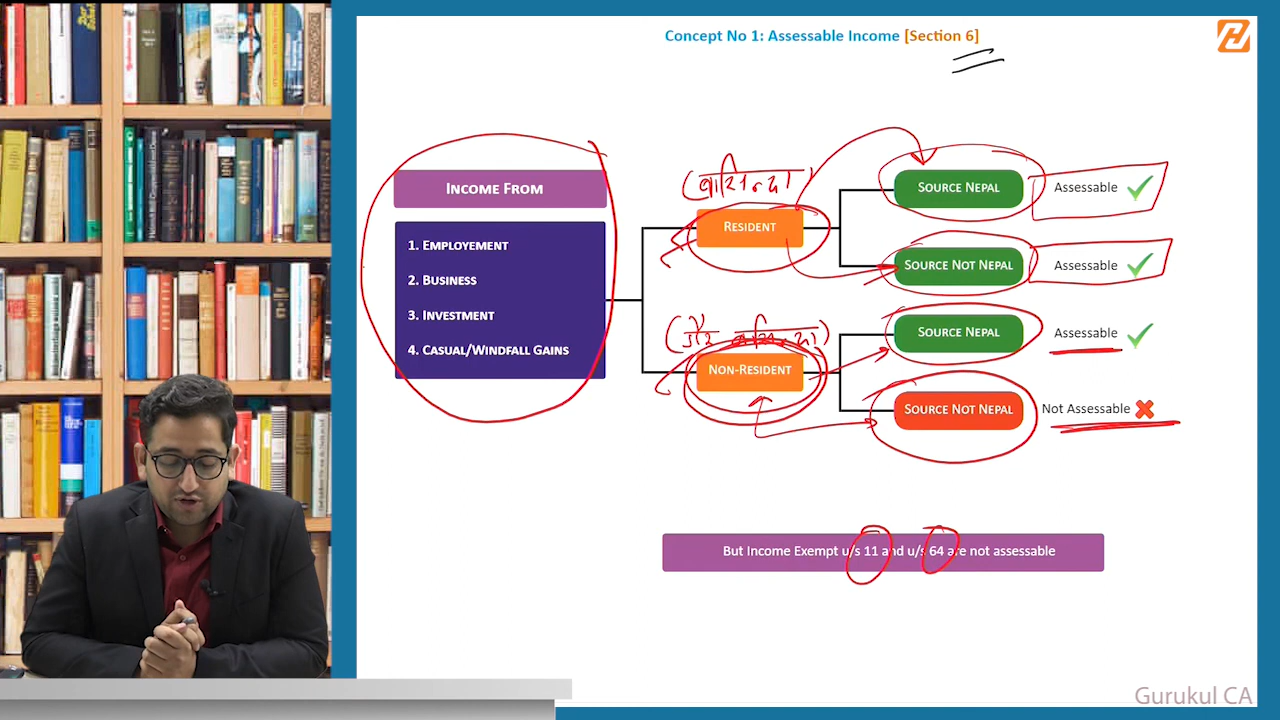 Concept No 1: Assessable Income [Section 6]
INCOME FROM
1. EMPLOYEMENT
2. BUSINESS
3. INVESTMENT
4. CASUAL/WINDFALL GAINS
RESIDENT
SOURCE NEPAL
Assessable
SOURCE NOT NEPAL
Assessable
NON-RESIDENT
SOURCE NEPAL
Assessable
SOURCE NOT NEPAL
Not Assessable
But Income Exempt u/s 11 and u/s 64 are not assessable
Gurukul CA